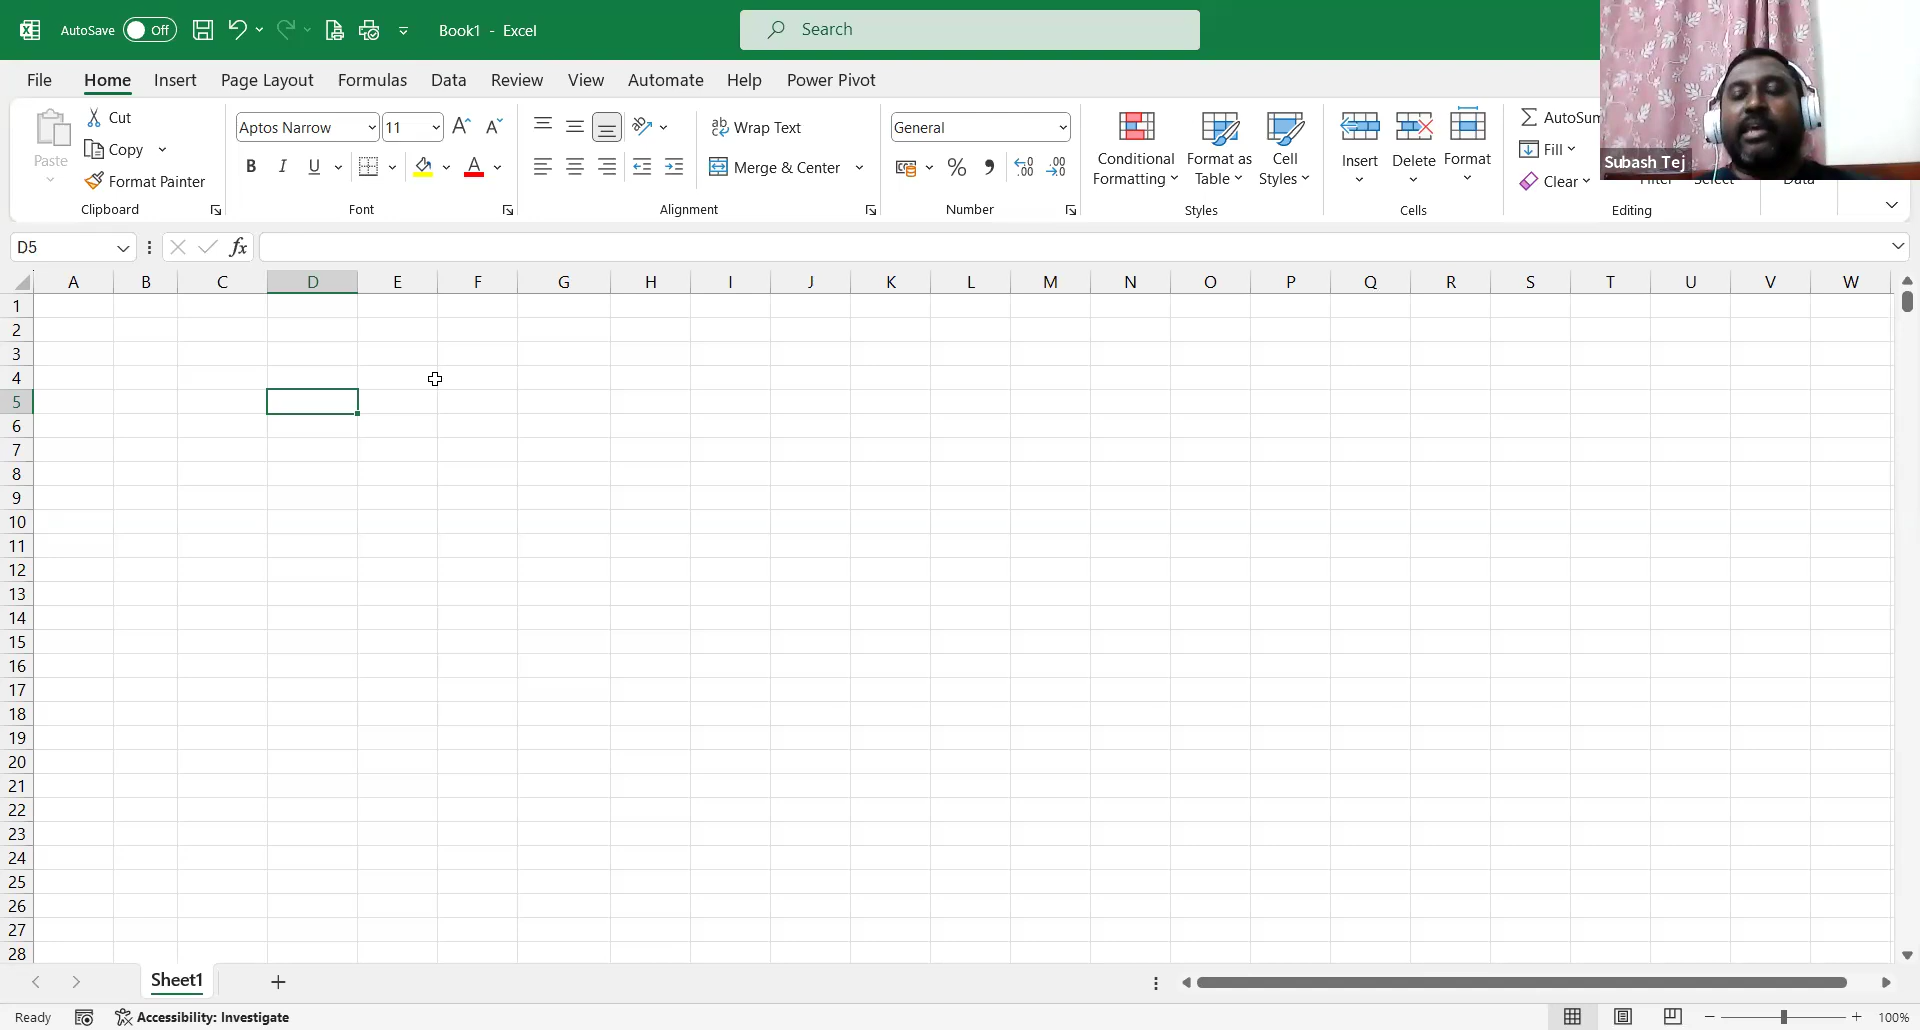 AutoSave Off Book1 - Excel Search
File Home Insert Page Layout Formulas Data Review View Automate Help Power Pivot
Paste Cut Copy Format Painter Clipboard
Aptos Narrow 11 B I U A Font
ab Wrap Text Merge & Center Alignment
General % Number
Conditional Formatting Format as Table Cell Styles Styles
Insert Delete Format Cells
AutoSum Fill Clear Editing
Subash Tej
D5 fx
A B C D E F G H I J K L M N O P Q R S T U V W
1
2
3
4
5
6
7
8
9
10
11
12
13
14
15
16
17
18
19
20
21
22
23
24
25
26
27
28
Sheet1
Ready Accessibility: Investigate 100%